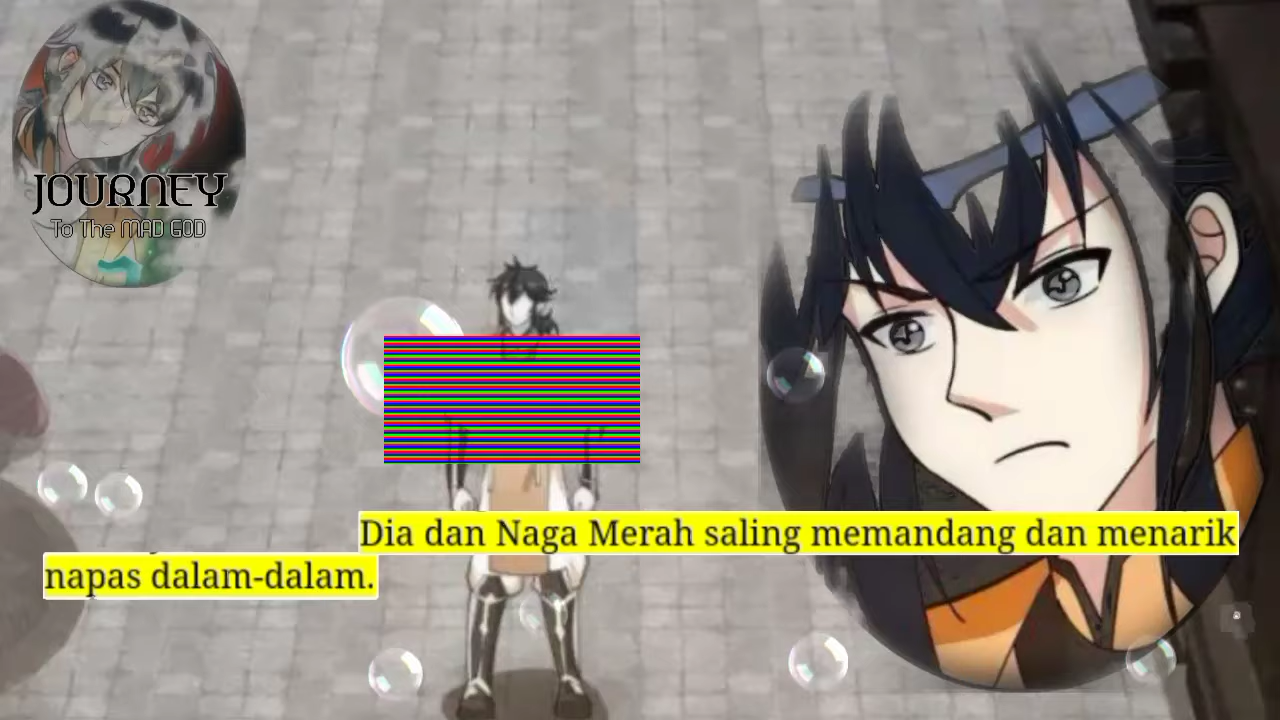 JOURNEY
To The MAD GOD
Dia dan Naga Merah saling memandang dan menarik
napas dalam-dalam.